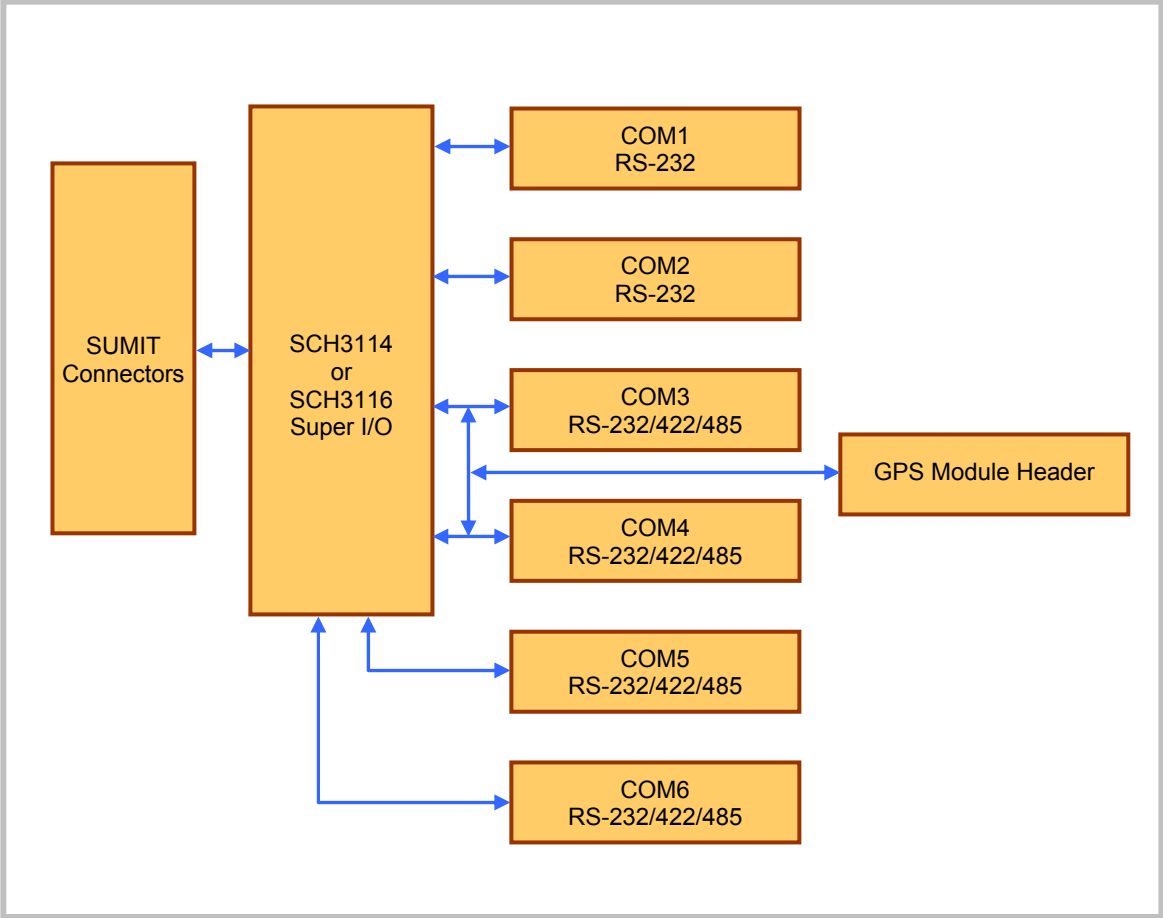 SUMIT
Connectors
SCH3114
or
SCH3116
Super I/O
COM1
RS-232
COM2
RS-232
COM3
RS-232/422/485
GPS Module Header
COM4
RS-232/422/485
COM5
RS-232/422/485
COM6
RS-232/422/485